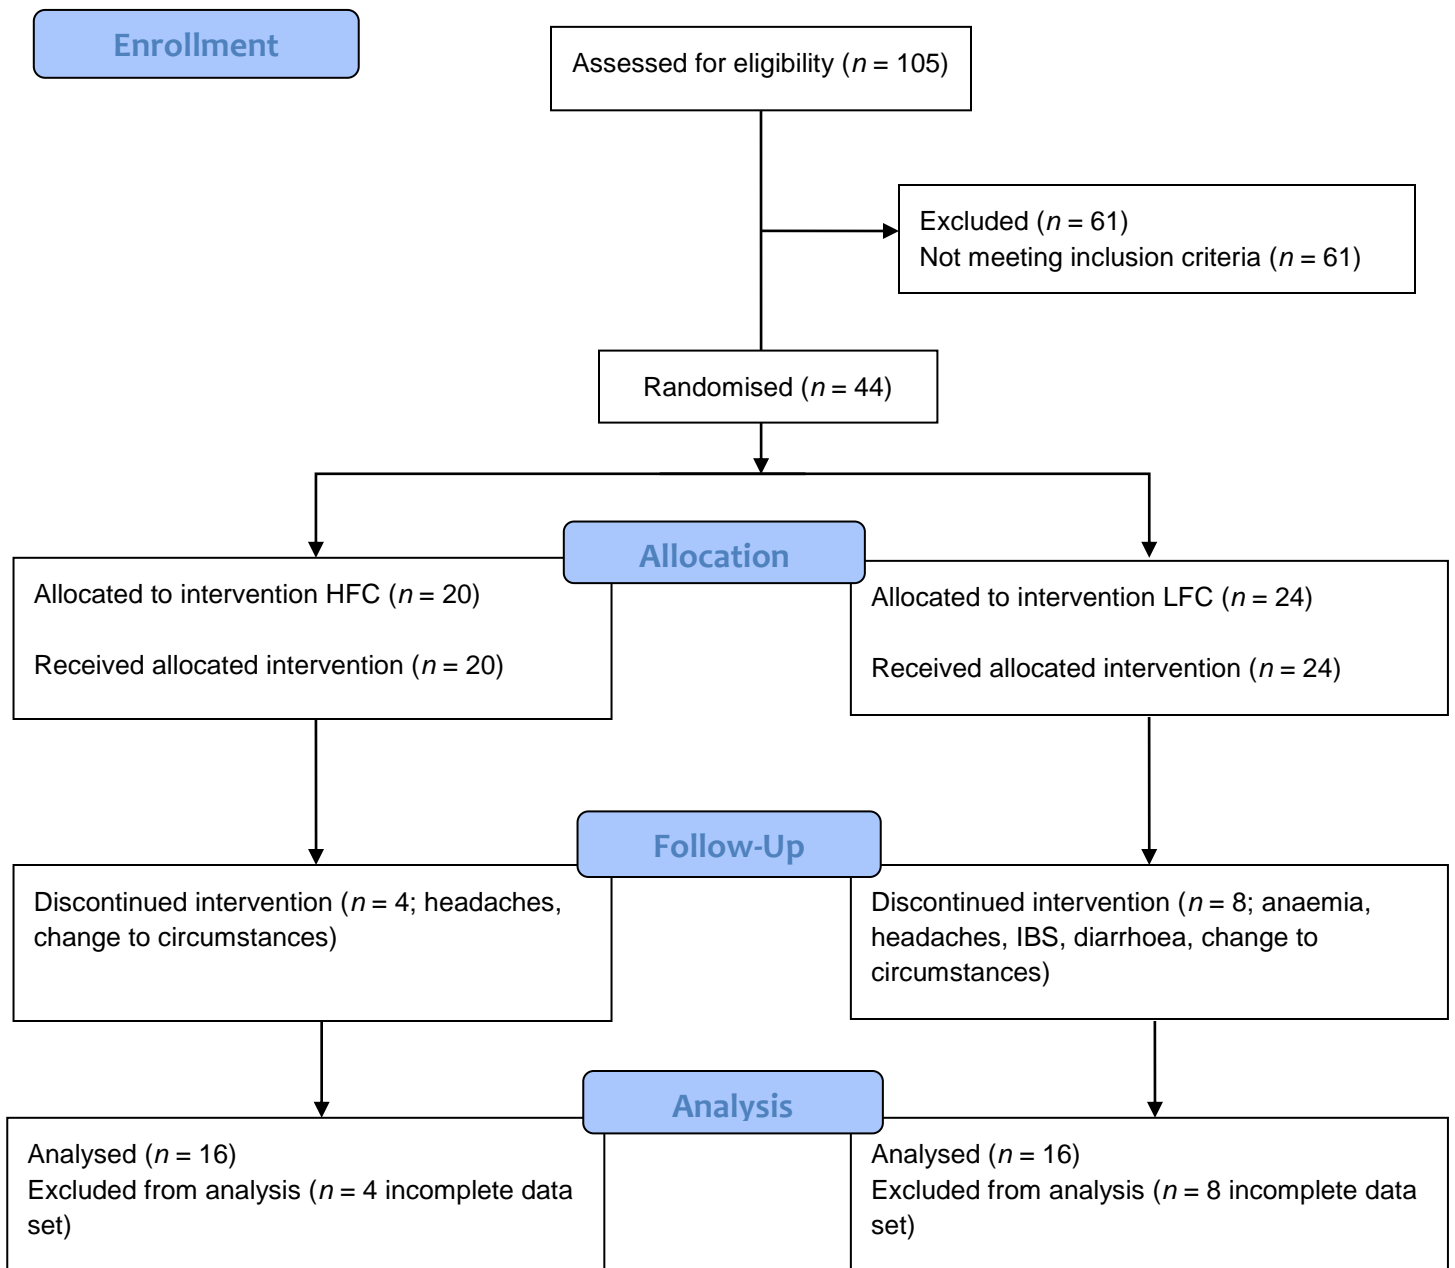 Enrollment
Assessed for eligibility (n = 105)
Excluded (n = 61)
Not meeting inclusion criteria (n = 61)
Randomised (n = 44)
Allocation
Allocated to intervention HFC (n = 20)
Received allocated intervention (n = 20)
Allocated to intervention LFC (n = 24)
Received allocated intervention (n = 24)
Follow-Up
Discontinued intervention (n = 4; headaches,
change to circumstances)
Discontinued intervention (n = 8; anaemia,
headaches, IBS, diarrhoea, change to
circumstances)
Analysis
Analysed (n = 16)
Excluded from analysis (n = 4 incomplete data
set)
Analysed (n = 16)
Excluded from analysis (n = 8 incomplete data
set)